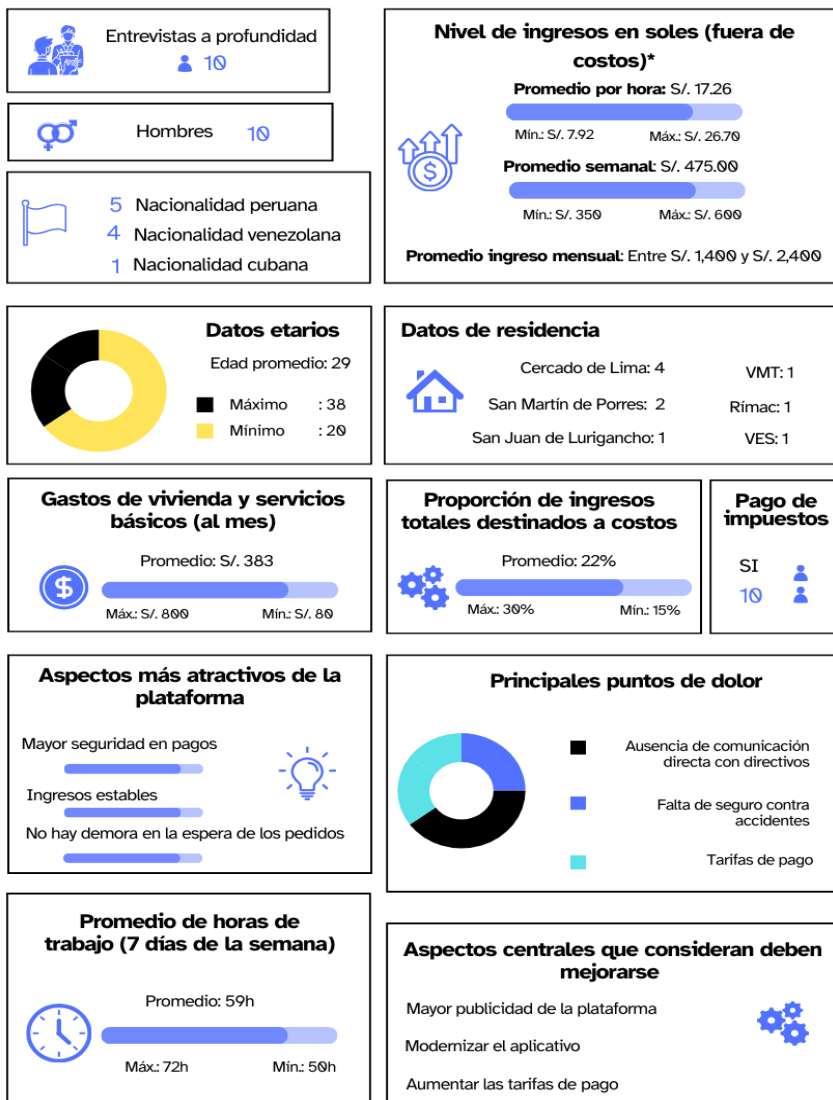 Entrevistas a profundidad
10
Hombres 10
5 Nacionalidad peruana
4 Nacionalidad venezolana
1 Nacionalidad cubana
Nivel de ingresos en soles (fuera de
costos)*
Promedio por hora: S/. 17.26
Mín.: S/. 7.92 Máx.: S/. 26.70
Promedio semanal: S/. 475.00
Mín.: S/. 350 Máx.: S/. 600
Promedio ingreso mensual: Entre S/. 1,400 y S/. 2,400
Datos etarios
Edad promedio: 29
Máximo : 38
Mínimo : 20
Datos de residencia
Cercado de Lima: 4 VMT: 1
San Martín de Porres: 2 Rímac: 1
San Juan de Lurigancho: 1 VES: 1
Gastos de vivienda y servicios
básicos (al mes)
Promedio: S/. 383
Máx.: S/. 800 Mín.: S/. 80
Proporción de ingresos
totales destinados a costos
Promedio: 22%
Máx.: 30% Mín.: 15%
Pago de
impuestos
SI
10
Aspectos más atractivos de la
plataforma
Mayor seguridad en pagos
Ingresos estables
No hay demora en la espera de los pedidos
Principales puntos de dolor
Ausencia de comunicación
directa con directivos
Falta de seguro contra
accidentes
Tarifas de pago
Promedio de horas de
trabajo (7 días de la semana)
Promedio: 59h
Máx.: 72h Mín.: 50h
Aspectos centrales que consideran deben
mejorarse
Mayor publicidad de la plataforma
Modernizar el aplicativo
Aumentar las tarifas de pago